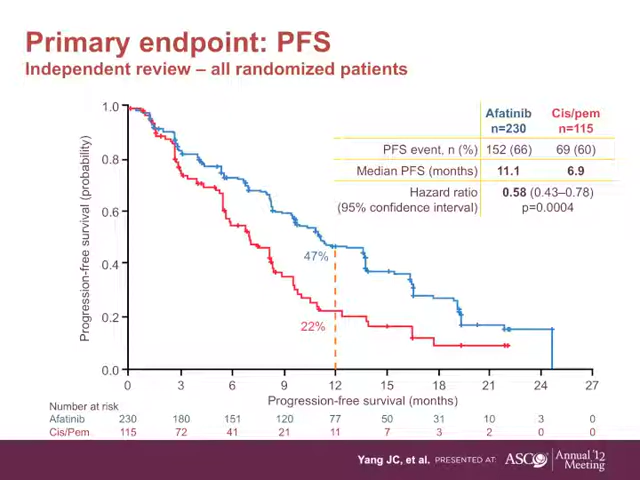 Primary endpoint: PFS
Independent review – all randomized patients
Afatinib n=230
Cis/pem n=115
PFS event, n (%) 152 (66) 69 (60)
Median PFS (months) 11.1 6.9
Hazard ratio (95% confidence interval) 0.58 (0.43–0.78) p=0.0004
Progression-free survival (probability)
1.0
0.8
0.6
0.4
0.2
0.0
47%
22%
0 3 6 9 12 15 18 21 24 27
Progression-free survival (months)
Number at risk
Afatinib 230 180 151 120 77 50 31 10 3 0
Cis/Pem 115 72 41 21 11 7 3 2 0 0
Yang JC, et al. PRESENTED AT: ASCO Annual '12 Meeting